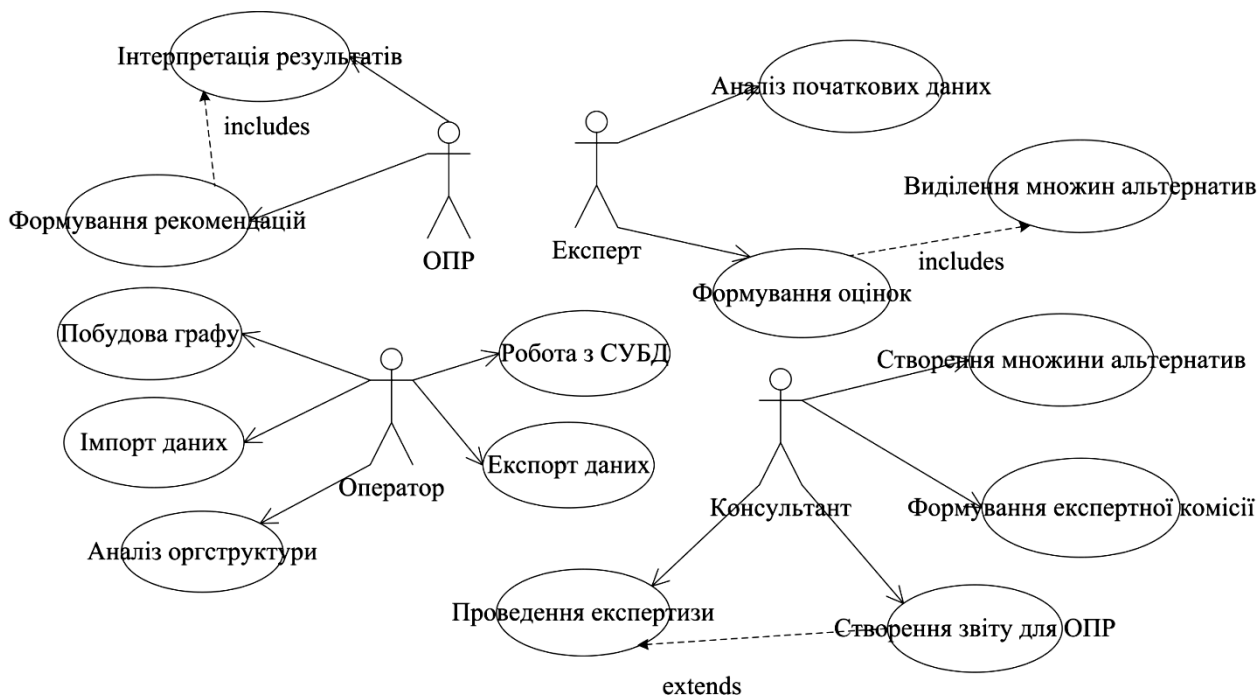 Інтерпретація результатів
Аналіз початкових даних
includes
Виділення множин альтернатив
Формування рекомендацій
ОПР
Експерт
includes
Формування оцінок
Побудова графу
Робота з СУБД
Створення множини альтернатив
Імпорт даних
Експорт даних
Оператор
Консультант
Формування експертної комісії
Аналіз оргструктури
Проведення експертизи
Створення звіту для ОПР
extends